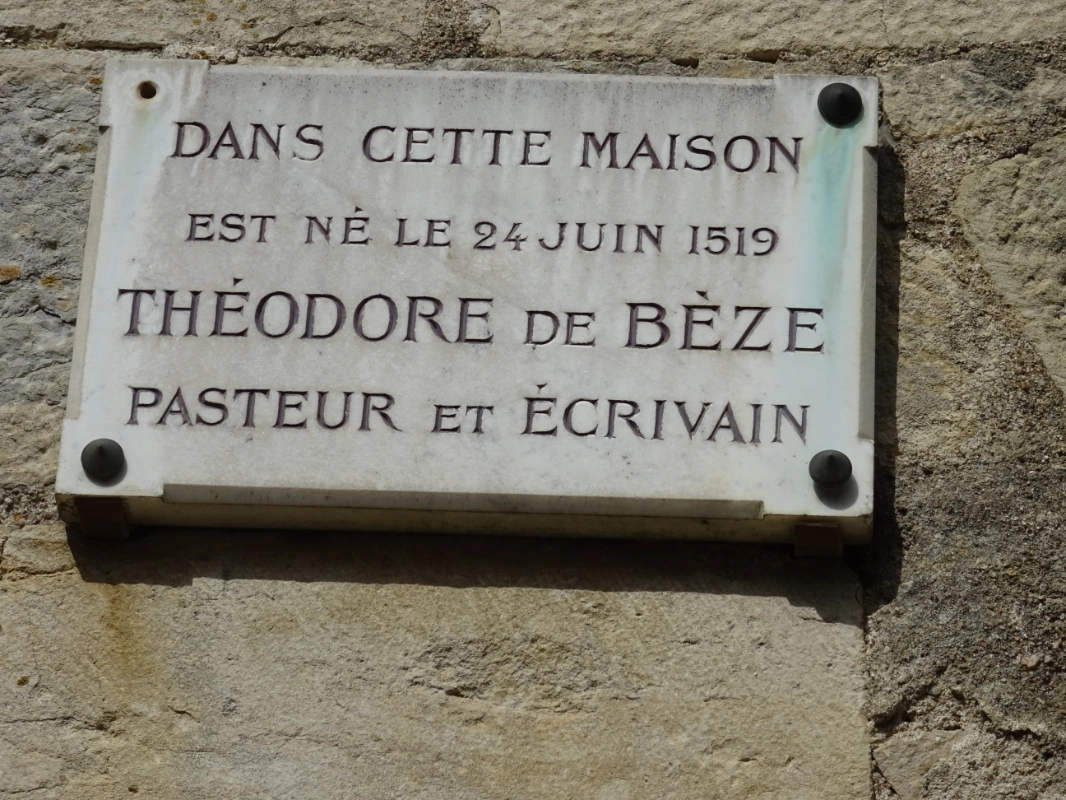 DANS CETTE MAISON
EST NÉ LE 24 JUIN 1519
THÉODORE DE BÈZE
PASTEUR ET ÉCRIVAIN